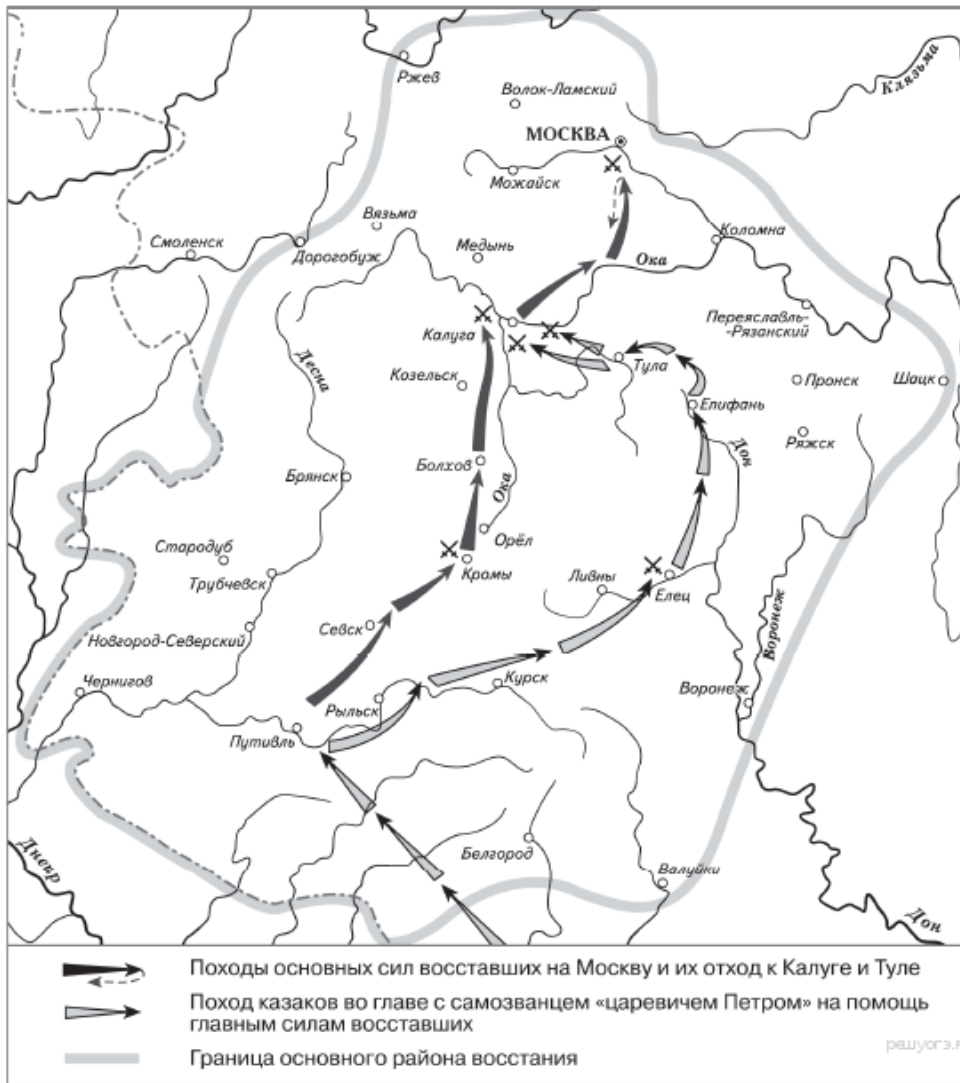 Ржев
Клязьма
Волок-Ламский
МОСКВА
Можайск
Вязьма
Смоленск
Дорогобуж
Медынь
Коломна
Ока
Переяславль-
-Рязанский
Калуга
Тула
Десна
Козельск
Пронск
Шацк
Епифань
Ряжск
Дон
Болхов
Брянск
Ока
Орёл
Стародуб
Кромы
Трубчевск
Ливны
Елец
Воронеж
Севск
Новгород-Северский
Чернигов
Курск
Воронеж
Рыльск
Путивль
Белгород
Валуйки
Днепр
Дон
Походы основных сил восставших на Москву и их отход к Калуге и Туле
Поход казаков во главе с самозванцем «царевичем Петром» на помощь
главным силам восставших
Граница основного района восстания